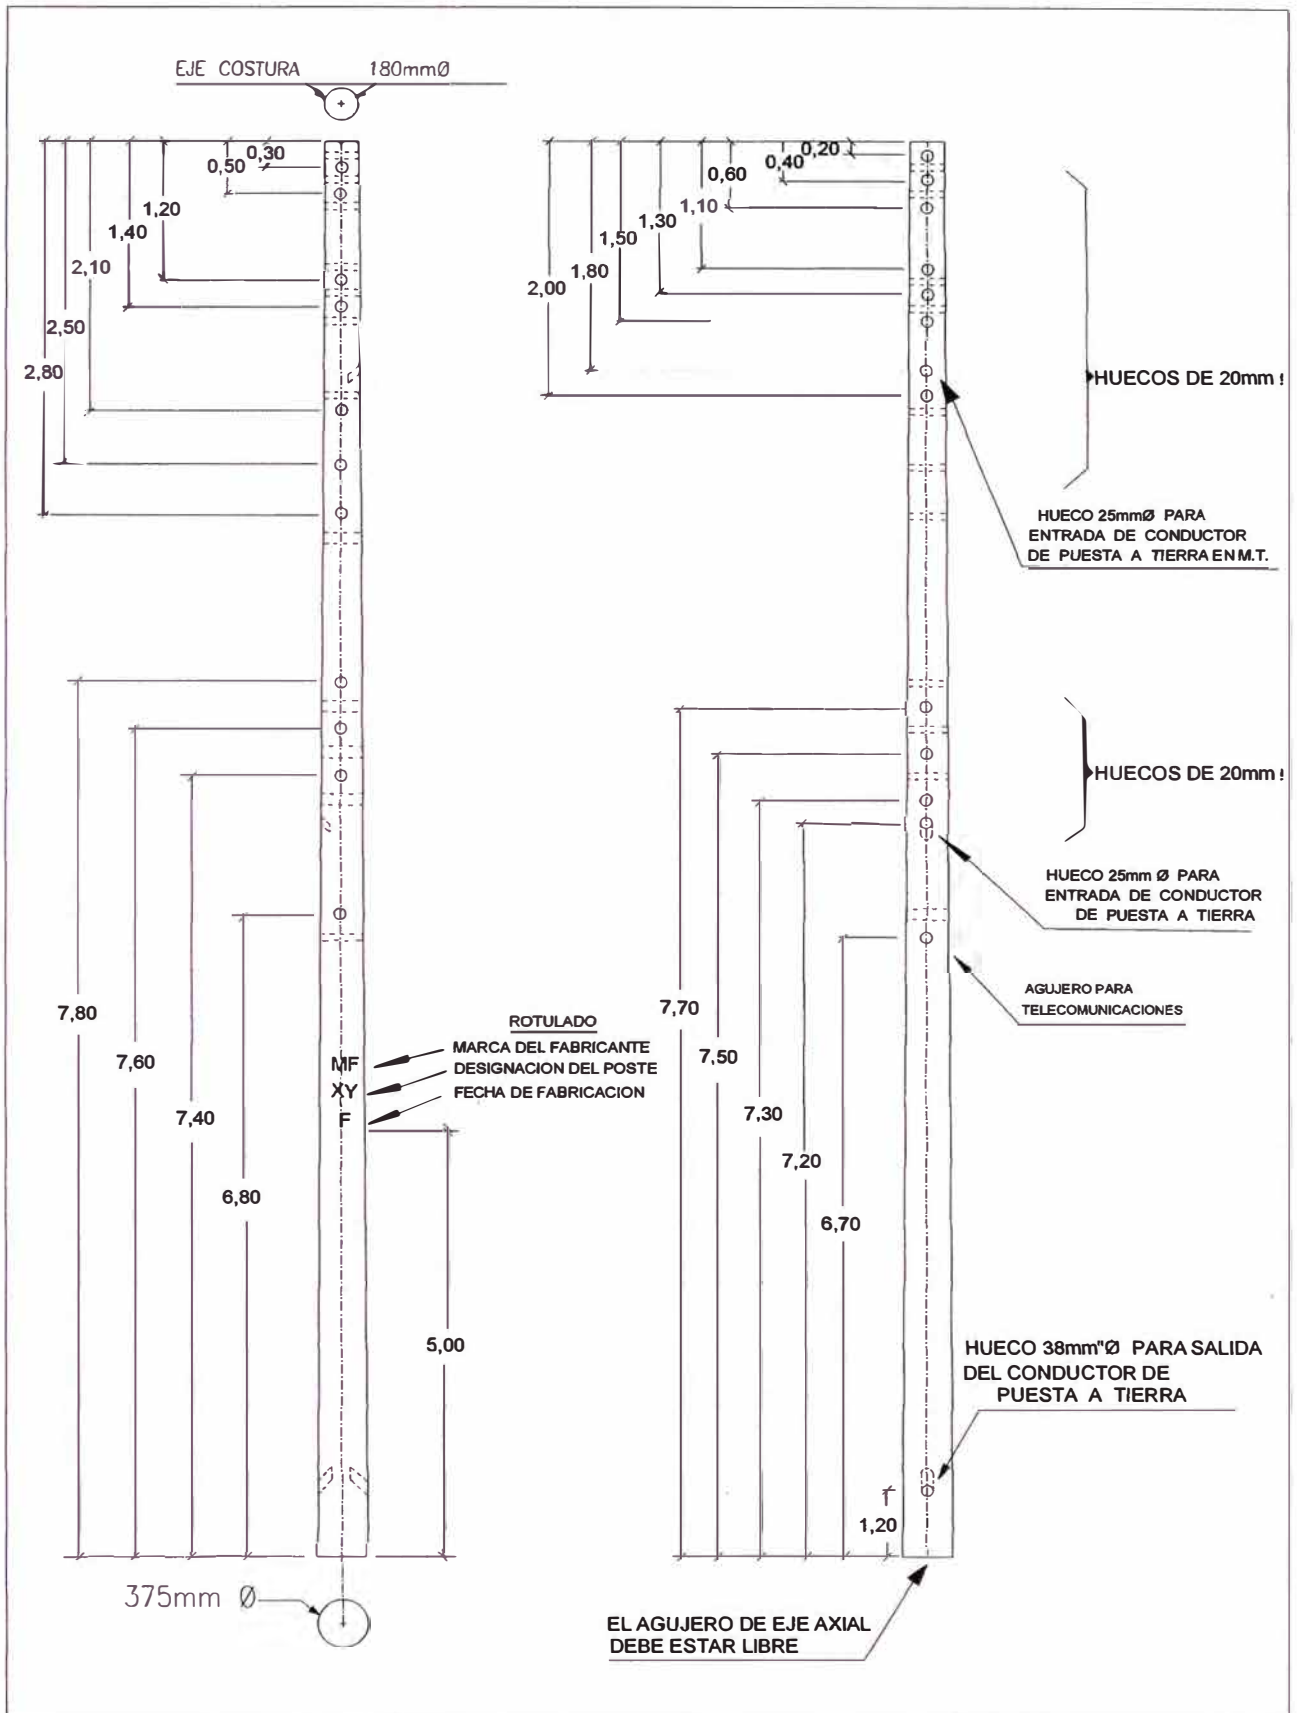 EJE COSTURA 180mmØ
0,30
0,50
1,20
1,40
2,10
2,50
2,80
0,20
0,40
0,60
1,10
1,30
1,50
1,80
2,00
HUECOS DE 20mm
HUECO 25mmØ PARA
ENTRADA DE CONDUCTOR
DE PUESTA A TIERRA EN M.T.
HUECOS DE 20mm
HUECO 25mm Ø PARA
ENTRADA DE CONDUCTOR
DE PUESTA A TIERRA
AGUJERO PARA
TELECOMUNICACIONES
7,80
7,60
7,40
6,80
ROTULADO
MARCA DEL FABRICANTE
DESIGNACION DEL POSTE
FECHA DE FABRICACION
MF
XY
F
5,00
7,70
7,50
7,30
7,20
6,70
HUECO 38mm"Ø PARA SALIDA
DEL CONDUCTOR DE
PUESTA A TIERRA
1,20
375mm Ø
EL AGUJERO DE EJE AXIAL
DEBE ESTAR LIBRE